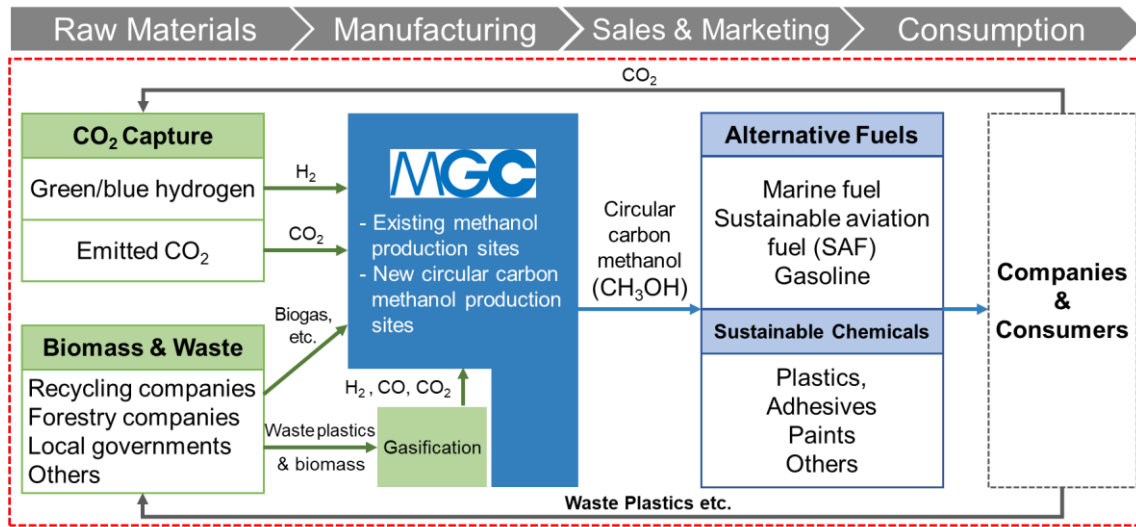 Raw Materials
Manufacturing
Sales & Marketing
Consumption
CO₂
CO₂ Capture
Green/blue hydrogen
Emitted CO₂
H₂
CO₂
Biomass & Waste
Recycling companies
Forestry companies
Local governments
Others
Biogas,
etc.
Waste plastics
& biomass
Gasification
H₂ , CO, CO₂
MGC
- Existing methanol
production sites
- New circular carbon
methanol production
sites
Circular
carbon
methanol
(CH₃OH)
Alternative Fuels
Marine fuel
Sustainable aviation
fuel (SAF)
Gasoline
Sustainable Chemicals
Plastics,
Adhesives
Paints
Others
Companies
&
Consumers
Waste Plastics etc.